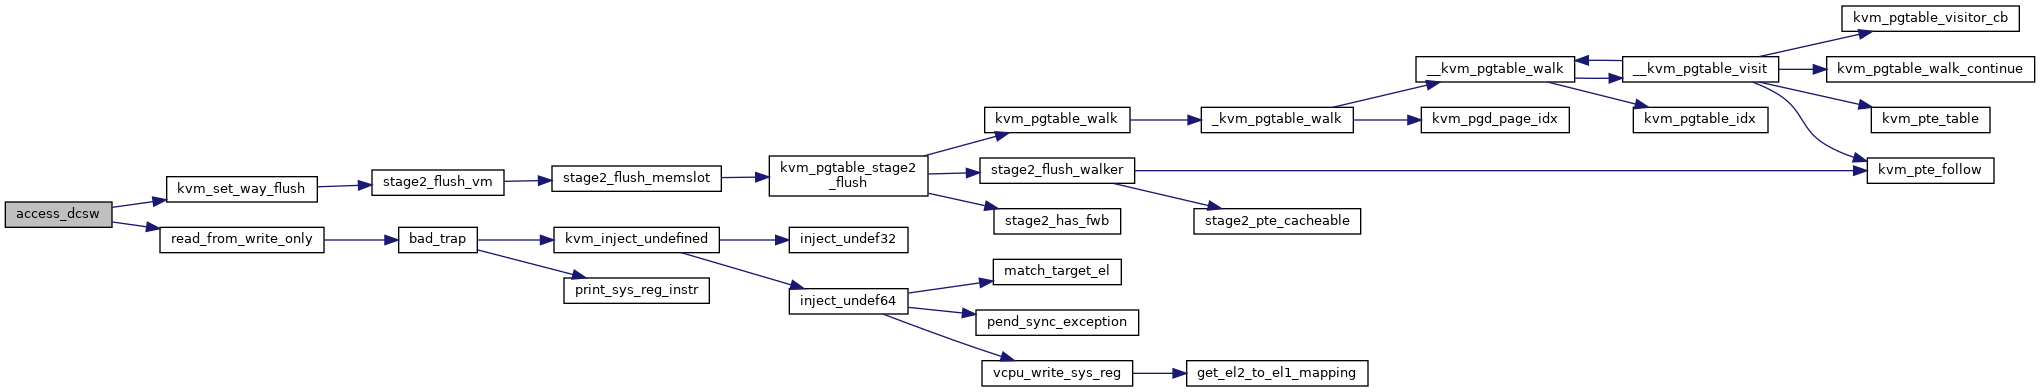 access_dcsw
kvm_set_way_flush
stage2_flush_vm
stage2_flush_memslot
kvm_pgtable_stage2
_flush
kvm_pgtable_walk
_kvm_pgtable_walk
__kvm_pgtable_walk
__kvm_pgtable_visit
kvm_pgtable_visitor_cb
kvm_pgtable_walk_continue
kvm_pte_table
kvm_pte_follow
kvm_pgtable_idx
kvm_pgd_page_idx
stage2_flush_walker
stage2_pte_cacheable
stage2_has_fwb
read_from_write_only
bad_trap
kvm_inject_undefined
inject_undef32
inject_undef64
match_target_el
pend_sync_exception
vcpu_write_sys_reg
get_el2_to_el1_mapping
print_sys_reg_instr